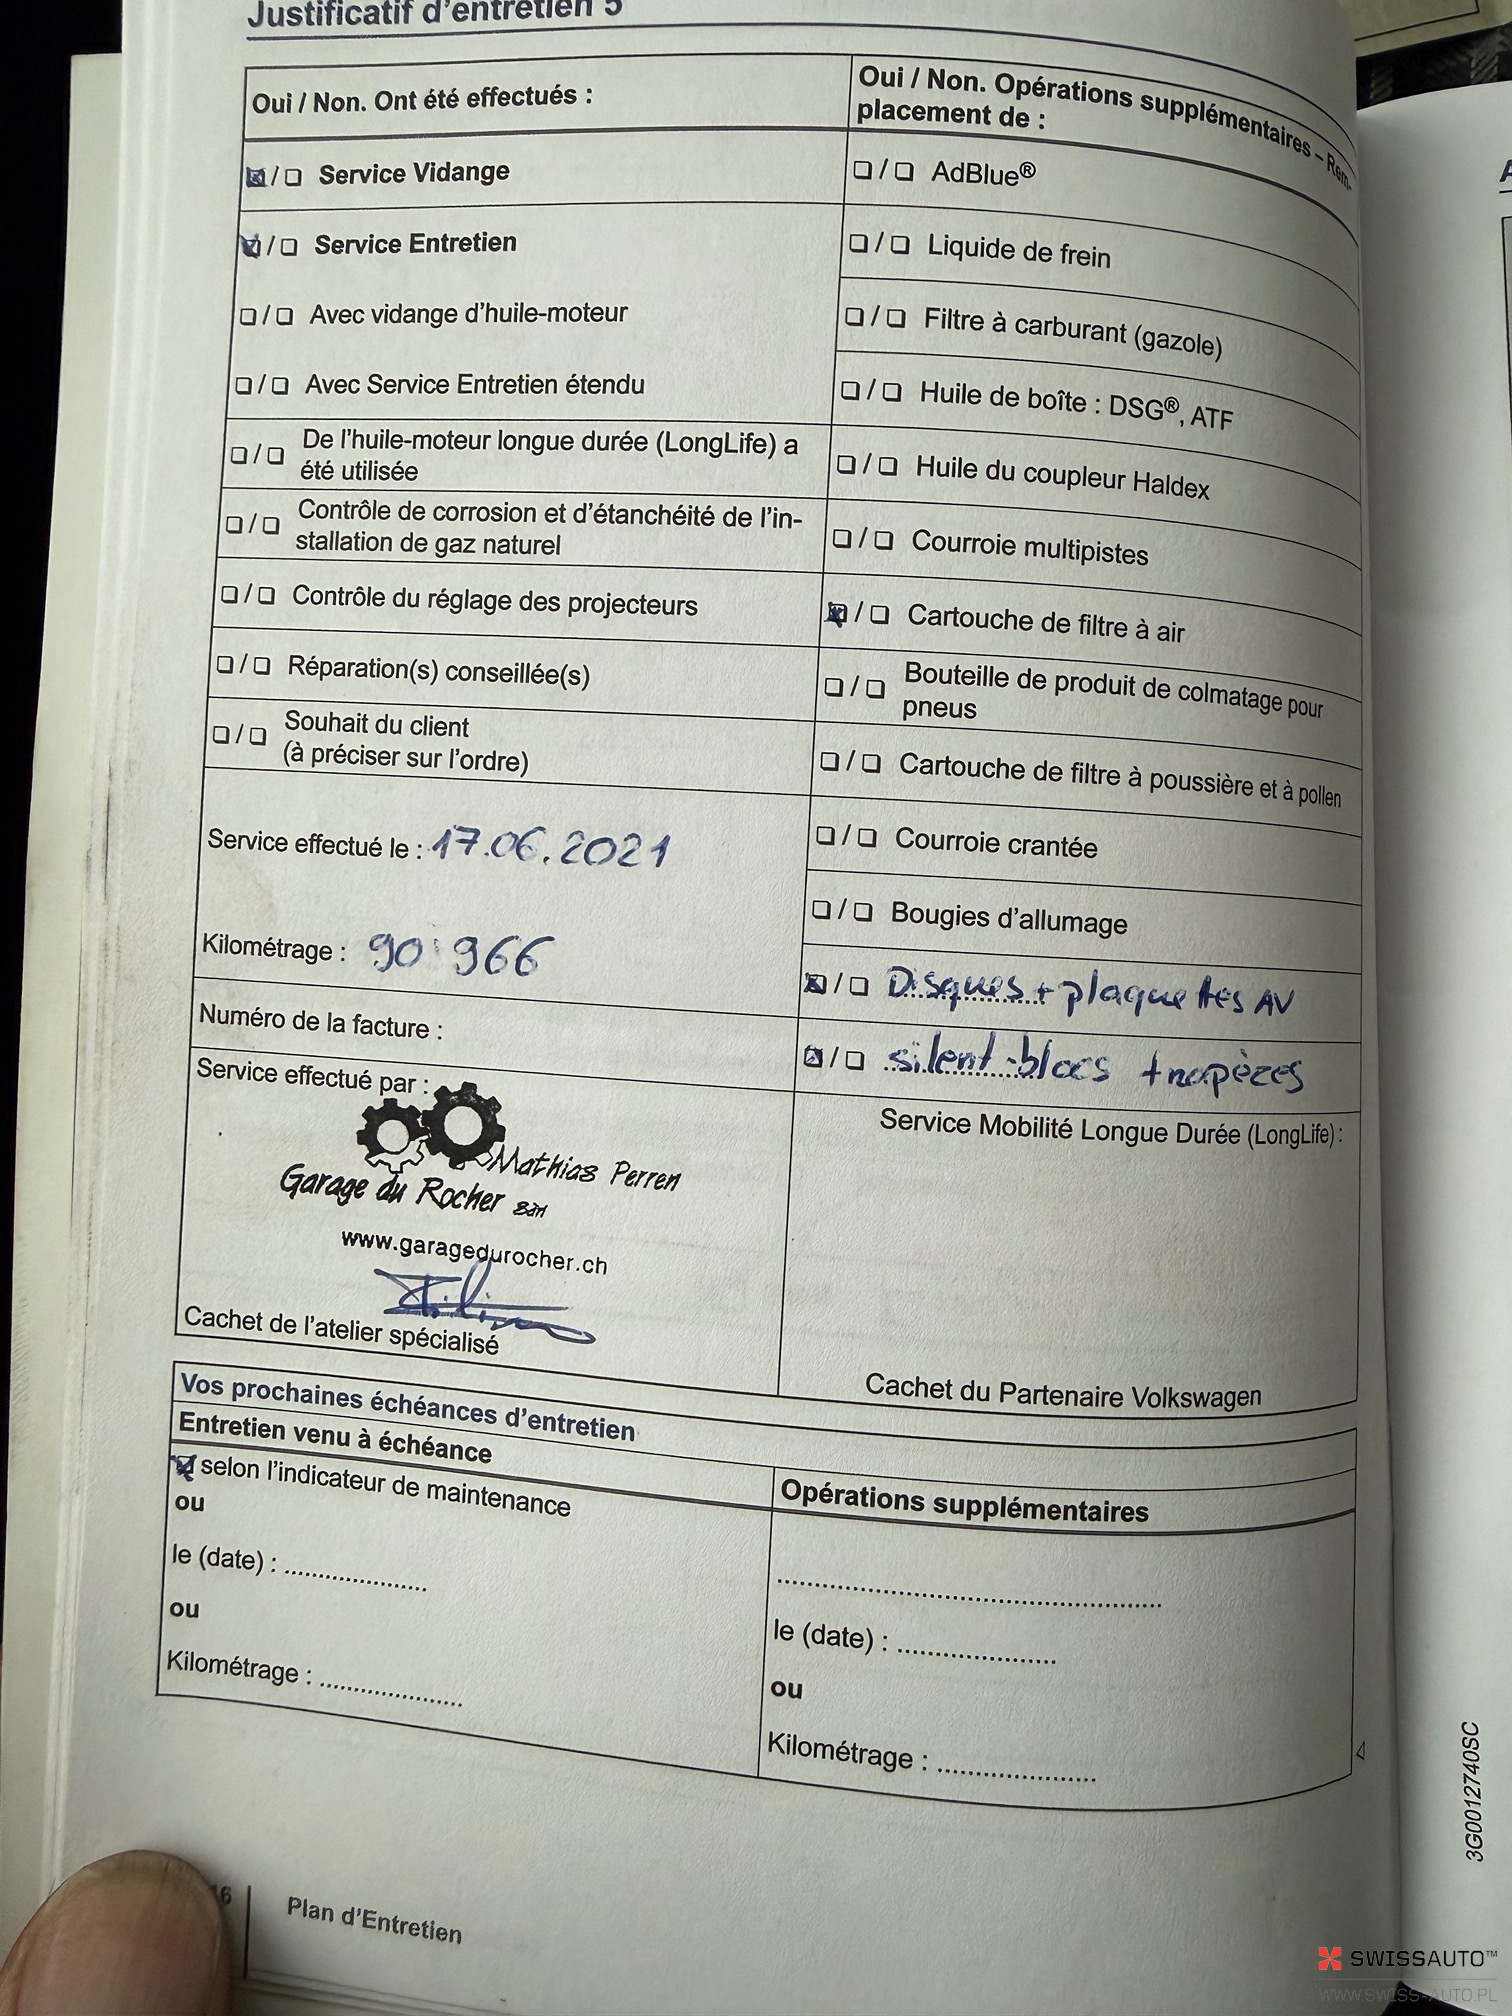 Justificatif d'entretien 5
Oui / Non. Ont été effectués :
☒ / ❏ Service Vidange
☒ / ❏ Service Entretien
❏ / ❏ Avec vidange d'huile-moteur
❏ / ❏ Avec Service Entretien étendu
❏ / ❏ De l'huile-moteur longue durée (LongLife) a
été utilisée
❏ / ❏ Contrôle de corrosion et d'étanchéité de l'in-
stallation de gaz naturel
❏ / ❏ Contrôle du réglage des projecteurs
❏ / ❏ Réparation(s) conseillée(s)
❏ / ❏ Souhait du client
(à préciser sur l'ordre)
Service effectué le : 17.06.2021
Kilométrage : 90'966
Numéro de la facture :
Service effectué par :
Mathias Perren
Garage du Rocher Sàrl
www.garagedurocher.ch
Cachet de l'atelier spécialisé
Oui / Non. Opérations supplémentaires – Rem-
placement de :
❏ / ❏ AdBlue®
❏ / ❏ Liquide de frein
❏ / ❏ Filtre à carburant (gazole)
❏ / ❏ Huile de boîte : DSG®, ATF
❏ / ❏ Huile du coupleur Haldex
❏ / ❏ Courroie multipistes
☒ / ❏ Cartouche de filtre à air
❏ / ❏ Bouteille de produit de colmatage pour
pneus
❏ / ❏ Cartouche de filtre à poussière et à pollen
❏ / ❏ Courroie crantée
❏ / ❏ Bougies d'allumage
☒ / ❏ Disques + plaquettes AV
☒ / ❏ silent-blocs trapèzes
Service Mobilité Longue Durée (LongLife) :
Cachet du Partenaire Volkswagen
Vos prochaines échéances d'entretien
Entretien venu à échéance
☒ selon l'indicateur de maintenance
ou
le (date) : ....................
ou
Kilométrage : ....................
Opérations supplémentaires
......................................................
le (date) : ......................
ou
Kilométrage : ......................
16
Plan d'Entretien
3G0012740SC
SWISSAUTO™
WWW.SWISS-AUTO.PL